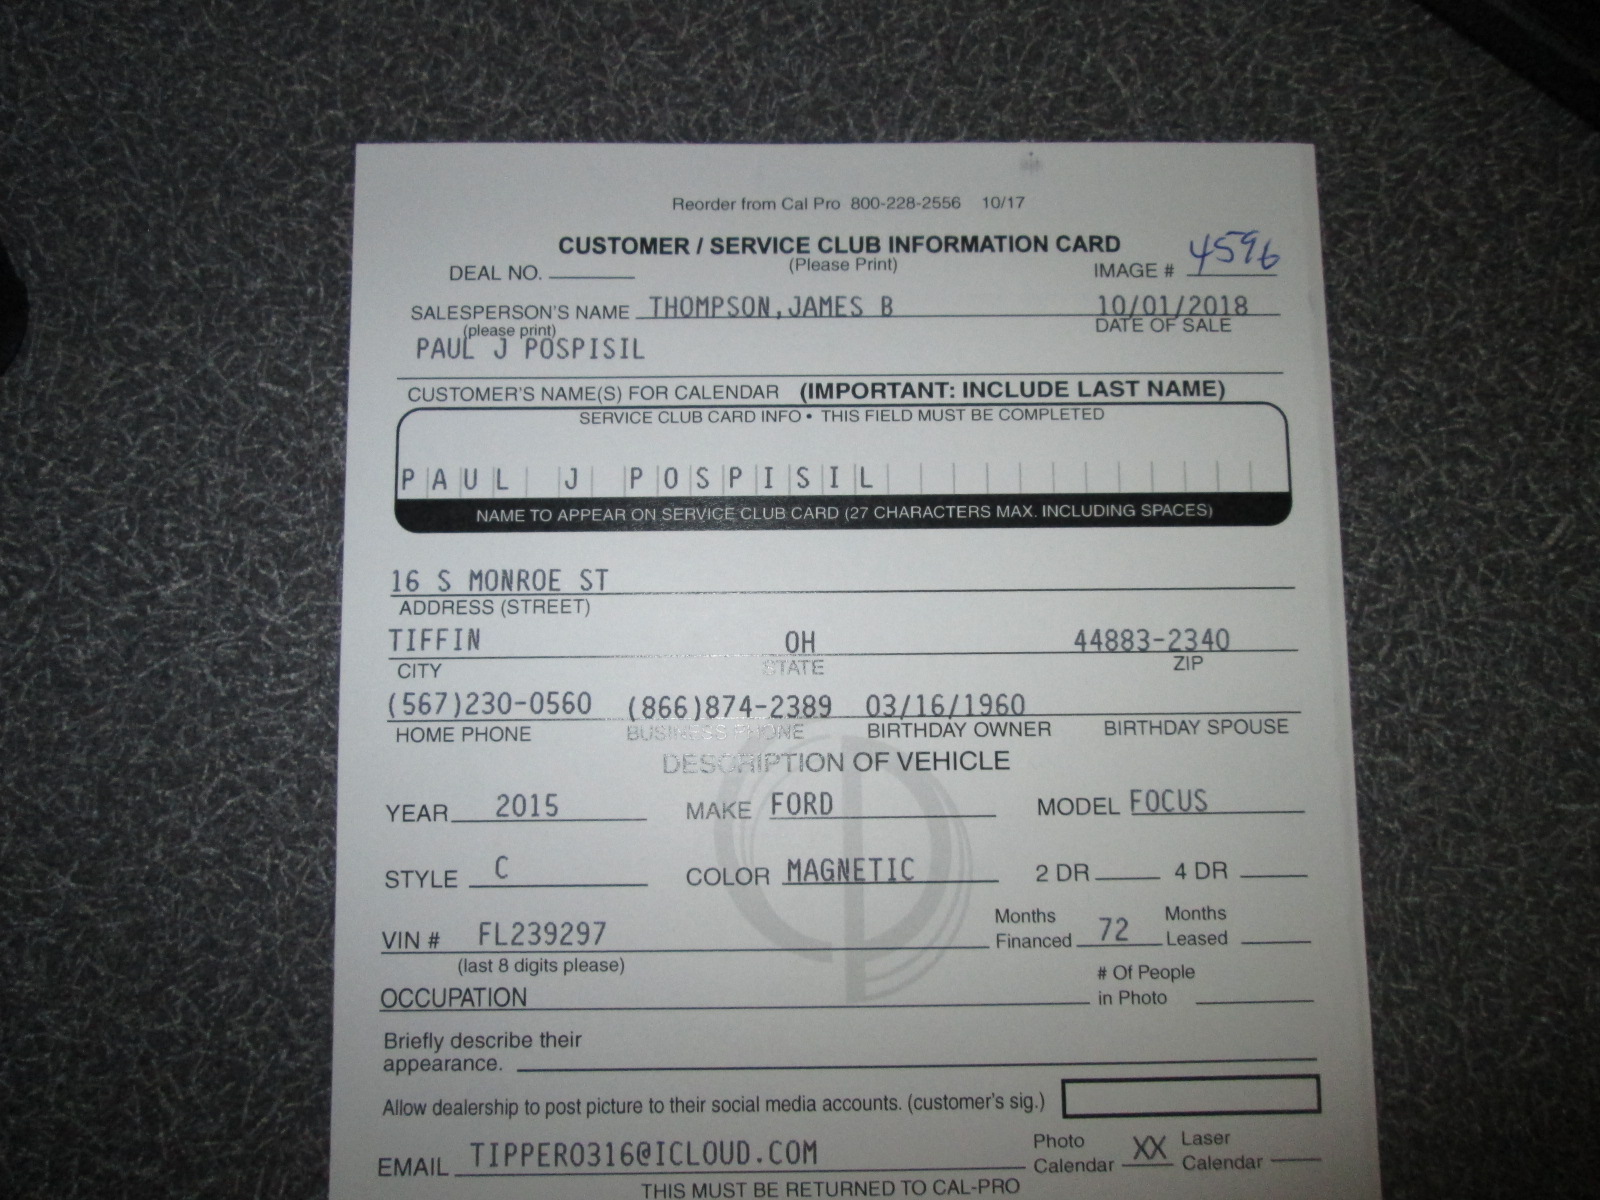 Reorder from Cal Pro 800-228-2556 10/17
CUSTOMER / SERVICE CLUB INFORMATION CARD
(Please Print)
DEAL NO. IMAGE # 4596
SALESPERSON'S NAME THOMPSON,JAMES B 10/01/2018
(please print) DATE OF SALE
PAUL J POSPISIL
CUSTOMER'S NAME(S) FOR CALENDAR (IMPORTANT: INCLUDE LAST NAME)
SERVICE CLUB CARD INFO • THIS FIELD MUST BE COMPLETED
PAUL J POSPISIL
NAME TO APPEAR ON SERVICE CLUB CARD (27 CHARACTERS MAX. INCLUDING SPACES)
16 S MONROE ST
ADDRESS (STREET)
TIFFIN OH 44883-2340
CITY STATE ZIP
(567)230-0560 (866)874-2389 03/16/1960
HOME PHONE BUSINESS PHONE BIRTHDAY OWNER BIRTHDAY SPOUSE
DESCRIPTION OF VEHICLE
YEAR 2015 MAKE FORD MODEL FOCUS
STYLE C COLOR MAGNETIC 2 DR 4 DR
VIN # FL239297 Months Financed 72 Months Leased
(last 8 digits please)
OCCUPATION # Of People in Photo
Briefly describe their
appearance.
Allow dealership to post picture to their social media accounts. (customer's sig.)
EMAIL TIPPER0316@ICLOUD.COM Photo Calendar XX Laser Calendar
THIS MUST BE RETURNED TO CAL-PRO